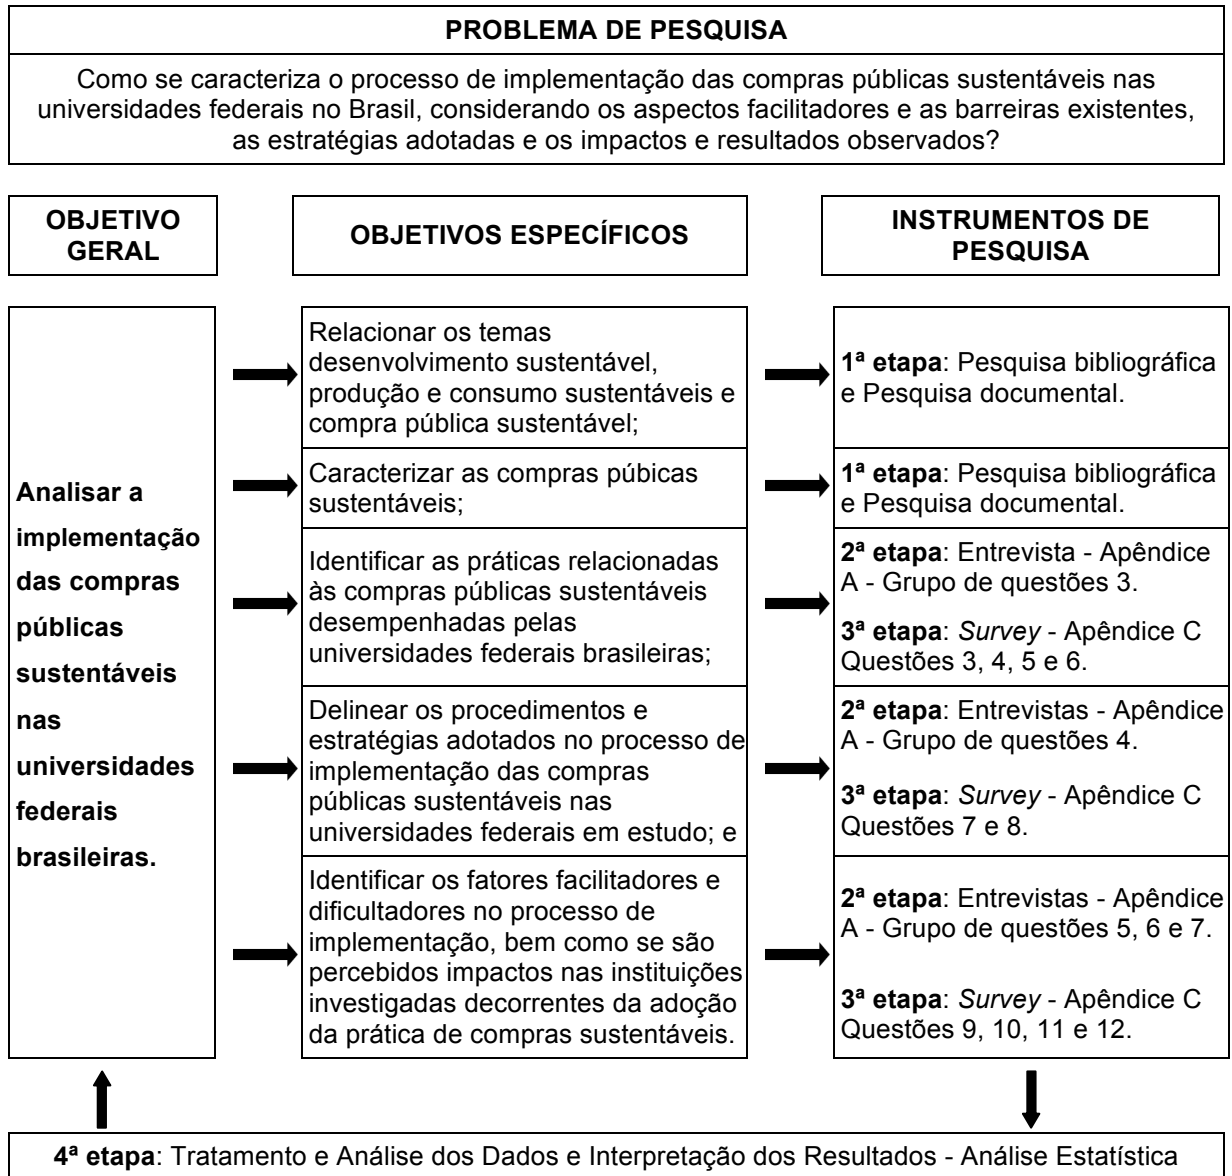 PROBLEMA DE PESQUISA
Como se caracteriza o processo de implementação das compras públicas sustentáveis nas
universidades federais no Brasil, considerando os aspectos facilitadores e as barreiras existentes,
as estratégias adotadas e os impactos e resultados observados?
OBJETIVO
GERAL
OBJETIVOS ESPECÍFICOS
INSTRUMENTOS DE
PESQUISA
Analisar a
implementação
das compras
públicas
sustentáveis
nas
universidades
federais
brasileiras.
Relacionar os temas
desenvolvimento sustentável,
produção e consumo sustentáveis e
compra pública sustentável;
1ª etapa: Pesquisa bibliográfica
e Pesquisa documental.
Caracterizar as compras púbicas
sustentáveis;
1ª etapa: Pesquisa bibliográfica
e Pesquisa documental.
Identificar as práticas relacionadas
às compras públicas sustentáveis
desempenhadas pelas
universidades federais brasileiras;
2ª etapa: Entrevista - Apêndice
A - Grupo de questões 3.
3ª etapa: Survey - Apêndice C
Questões 3, 4, 5 e 6.
Delinear os procedimentos e
estratégias adotados no processo de
implementação das compras
públicas sustentáveis nas
universidades federais em estudo; e
2ª etapa: Entrevistas - Apêndice
A - Grupo de questões 4.
3ª etapa: Survey - Apêndice C
Questões 7 e 8.
Identificar os fatores facilitadores e
dificultadores no processo de
implementação, bem como se são
percebidos impactos nas instituições
investigadas decorrentes da adoção
da prática de compras sustentáveis.
2ª etapa: Entrevistas - Apêndice
A - Grupo de questões 5, 6 e 7.
3ª etapa: Survey - Apêndice C
Questões 9, 10, 11 e 12.
4ª etapa: Tratamento e Análise dos Dados e Interpretação dos Resultados - Análise Estatística